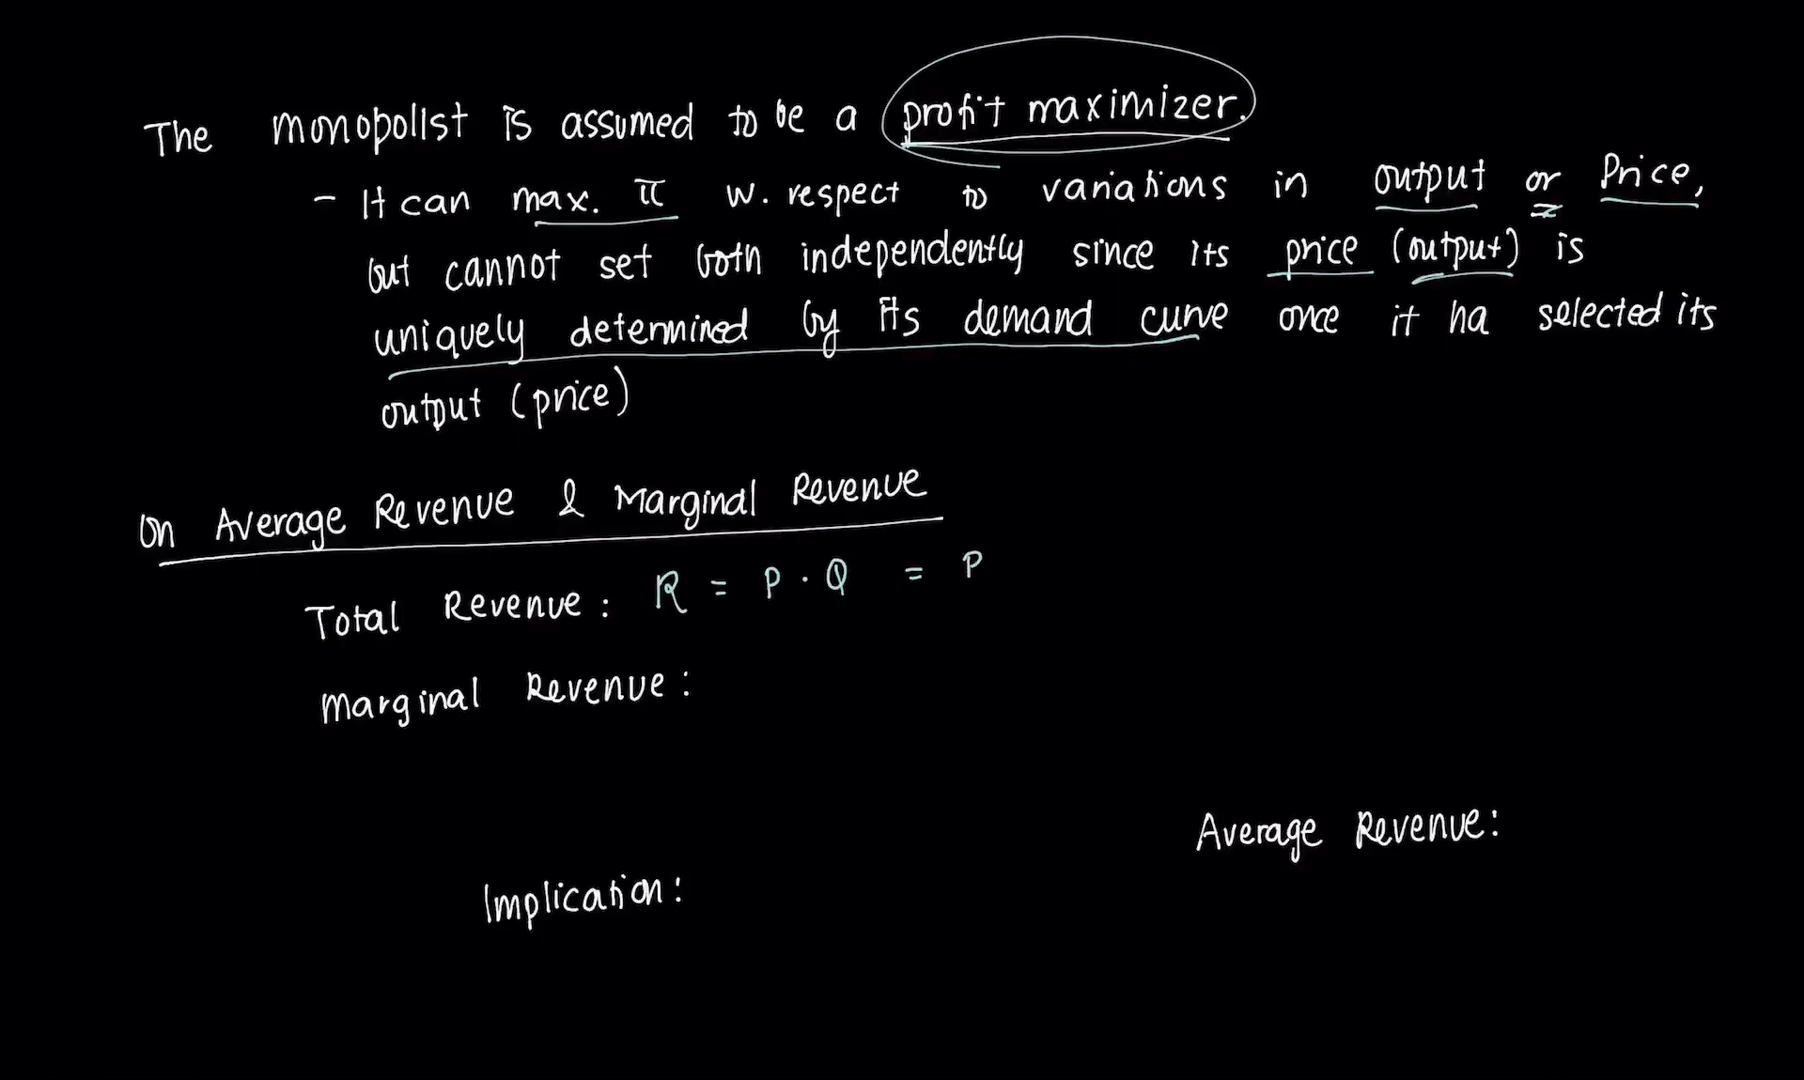 The monopolist is assumed to be a profit maximizer.
- It can max. π w. respect to variations in output or Price,
but cannot set both independently since its price (output) is
uniquely determined by its demand curve once it ha selected its
output (price)
On Average Revenue & Marginal Revenue
Total Revenue: R = P · Q = P
Marginal Revenue:
Average Revenue:
Implication: